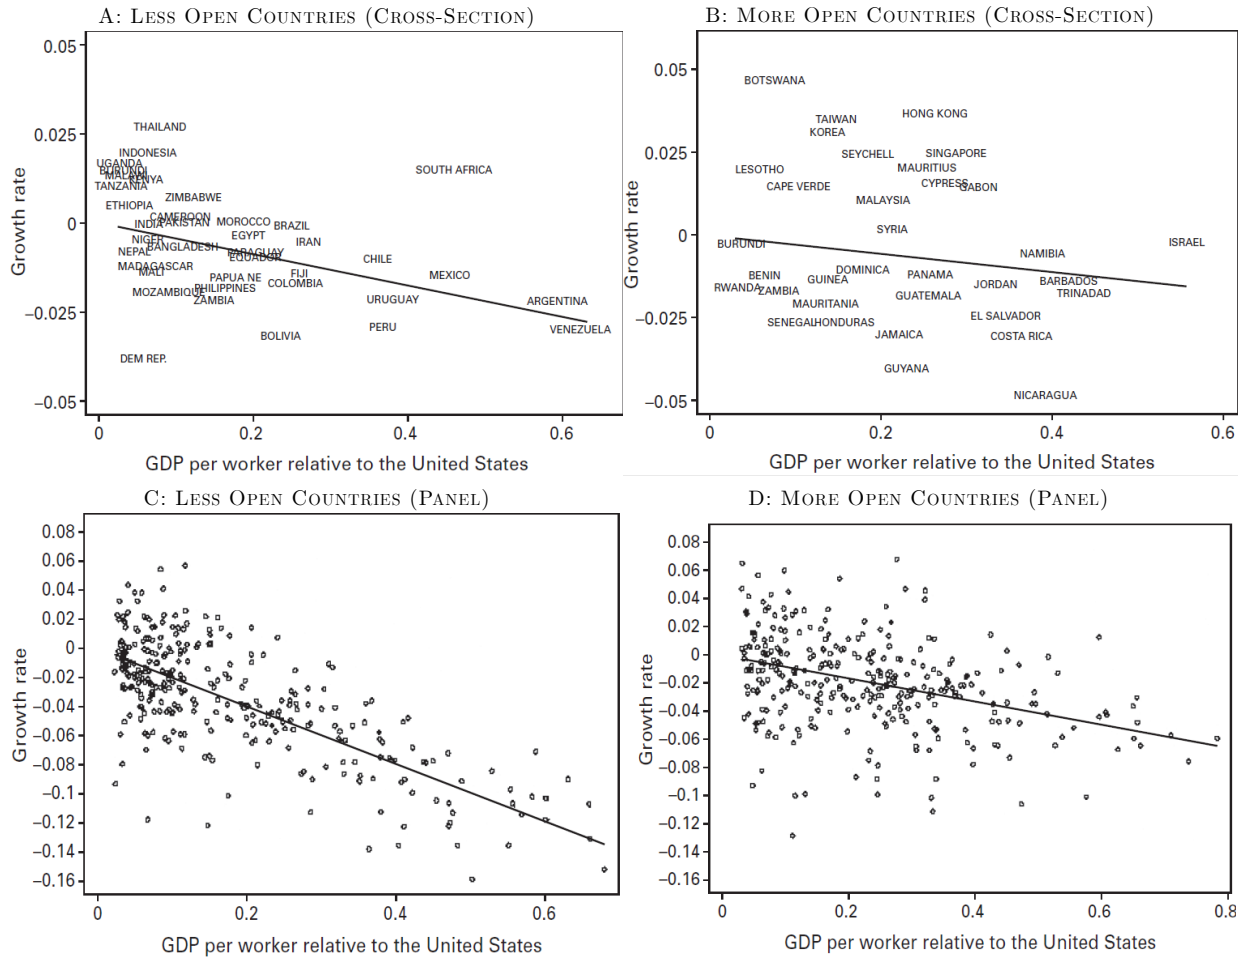 A: Less Open Countries (Cross-Section)
0.05
0.025
0
−0.025
−0.05
Growth rate
THAILAND
INDONESIA
UGANDA
BURUNDI
MALAWI
KENYA
TANZANIA
SOUTH AFRICA
ZIMBABWE
ETHIOPIA
CAMEROON
INDIA
PAKISTAN
MOROCCO
BRAZIL
NIGER
EGYPT
IRAN
BANGLADESH
NEPAL
PARAGUAY
EQUADOR
CHILE
MADAGASCAR
MALI
PAPUA NE
FIJI
COLOMBIA
MEXICO
MOZAMBIQUE
PHILIPPINES
ZAMBIA
URUGUAY
ARGENTINA
BOLIVIA
PERU
VENEZUELA
DEM REP.
0 0.2 0.4 0.6
GDP per worker relative to the United States
B: More Open Countries (Cross-Section)
0.05
0.025
0
−0.025
−0.05
Growth rate
BOTSWANA
TAIWAN
HONG KONG
KOREA
SEYCHELL
SINGAPORE
LESOTHO
MAURITIUS
CAPE VERDE
CYPRESS
GABON
MALAYSIA
SYRIA
BURUNDI
ISRAEL
NAMIBIA
BENIN
DOMINICA
GUINEA
PANAMA
JORDAN
BARBADOS
RWANDA
ZAMBIA
GUATEMALA
TRINADAD
MAURITANIA
SENEGAL
HONDURAS
EL SALVADOR
JAMAICA
COSTA RICA
GUYANA
NICARAGUA
0 0.2 0.4 0.6
GDP per worker relative to the United States
C: Less Open Countries (Panel)
0.08
0.06
0.04
0.02
0
−0.02
−0.04
−0.06
−0.08
−0.1
−0.12
−0.14
−0.16
Growth rate
0 0.2 0.4 0.6
GDP per worker relative to the United States
D: More Open Countries (Panel)
0.08
0.06
0.04
0.02
0
−0.02
−0.04
−0.06
−0.08
−0.1
−0.12
−0.14
−0.16
Growth rate
0 0.2 0.4 0.6 0.8
GDP per worker relative to the United States